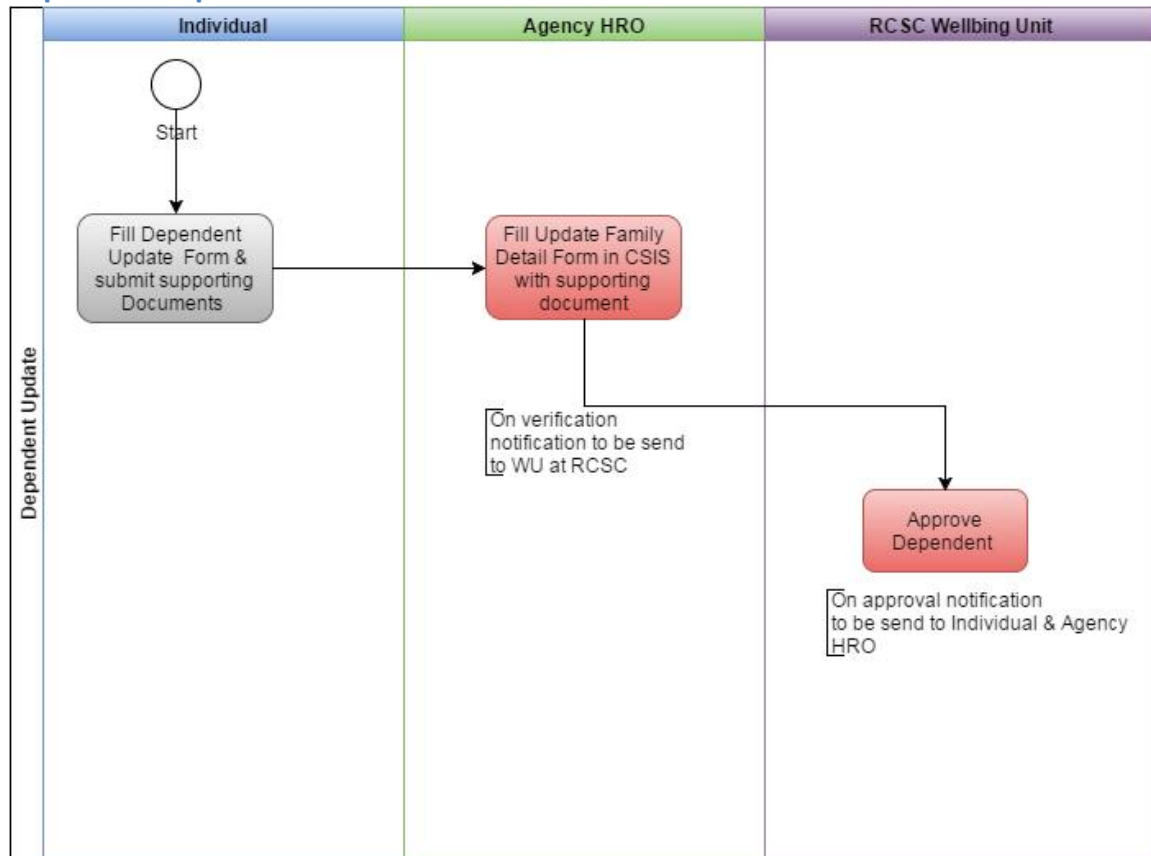 Individual
Agency HRO
RCSC Wellbing Unit
Dependent Update
Start
Fill Dependent
Update Form &
submit supporting
Documents
Fill Update Family
Detail Form in CSIS
with supporting
document
On verification
notification to be send
to WU at RCSC
Approve
Dependent
On approval notification
to be send to Individual & Agency
HRO